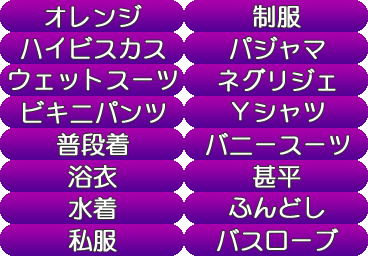 オレンジ
制服
ハイビスカス
パジャマ
ウェットスーツ
ネグリジェ
ビキニパンツ
Yシャツ
普段着
バニースーツ
浴衣
甚平
水着
ふんどし
私服
バスローブ